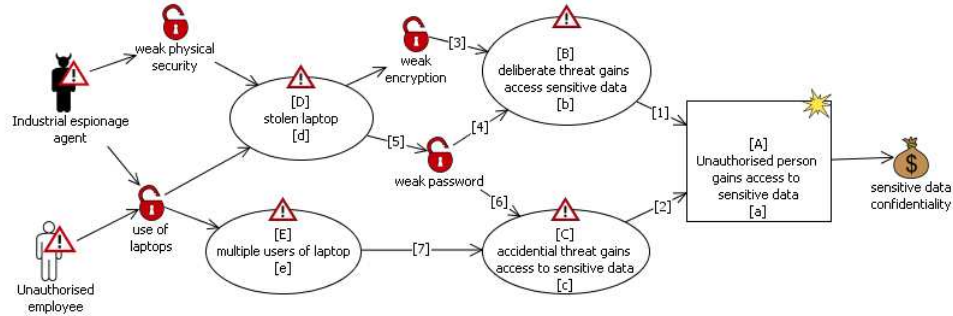 weak physical
security
Industrial espionage
agent
use of
laptops
Unauthorised
employee
[D]
stolen laptop
[d]
[E]
multiple users of laptop
[e]
weak
encryption
[3]
[5]
weak password
[4]
[6]
[7]
[B]
deliberate threat gains
access sensitive data
[b]
[C]
accidential threat gains
access to sensitive data
[c]
[1]
[2]
[A]
Unauthorised person
gains access to
sensitive data
[a]
$
sensitive data
confidentiality